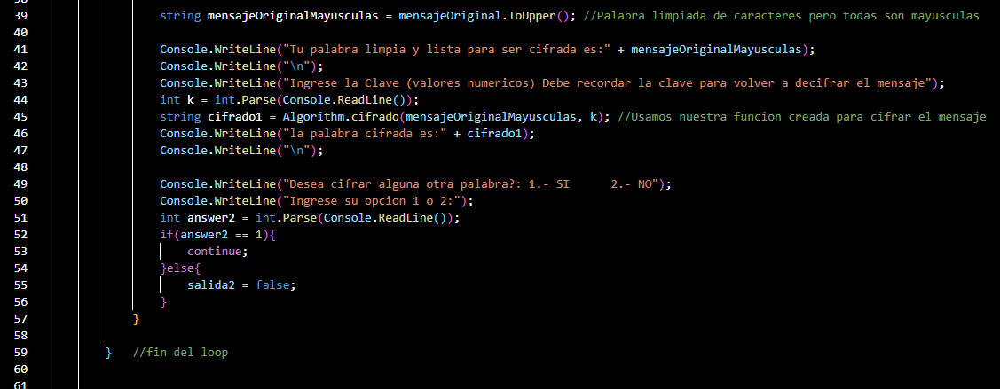 39 string mensajeOriginalMayusculas = mensajeOriginal.ToUpper(); //Palabra limpiada de caracteres pero todas son mayusculas
40
41 Console.WriteLine("Tu palabra limpia y lista para ser cifrada es:" + mensajeOriginalMayusculas);
42 Console.WriteLine("\n");
43 Console.WriteLine("Ingrese la Clave (valores numericos) Debe recordar la clave para volver a decifrar el mensaje");
44 int k = int.Parse(Console.ReadLine());
45 string cifrado1 = Algorithm.cifrado(mensajeOriginalMayusculas, k); //Usamos nuestra funcion creada para cifrar el mensaje
46 Console.WriteLine("la palabra cifrada es:" + cifrado1);
47 Console.WriteLine("\n");
48
49 Console.WriteLine("Desea cifrar alguna otra palabra?: 1.- SI      2.- NO");
50 Console.WriteLine("Ingrese su opcion 1 o 2:");
51 int answer2 = int.Parse(Console.ReadLine());
52 if(answer2 == 1){
53 continue;
54 }else{
55 salida2 = false;
56 }
57 }
58
59 } //fin del loop
60
61